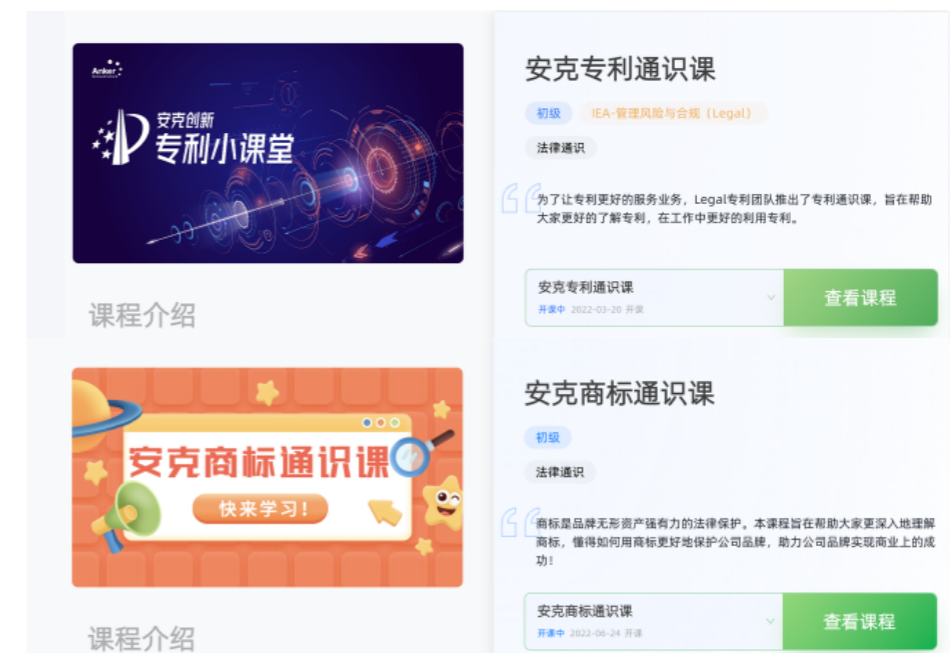 Anker
安克创新
专利小课堂
课程介绍
安克专利通识课
初级 IEA-管理风险与合规（Legal）
法律通识
为了让专利更好的服务业务，Legal专利团队推出了专利通识课，旨在帮助
大家更好的了解专利，在工作中更好的利用专利。
安克专利通识课
开课中 2022-03-20 开课
查看课程
安克商标通识课
快来学习！
课程介绍
安克商标通识课
初级
法律通识
商标是品牌无形资产强有力的法律保护。本课程旨在帮助大家更深入地理解
商标，懂得如何用商标更好地保护公司品牌，助力公司品牌实现商业上的成
功！
安克商标通识课
开课中 2022-06-24 开课
查看课程